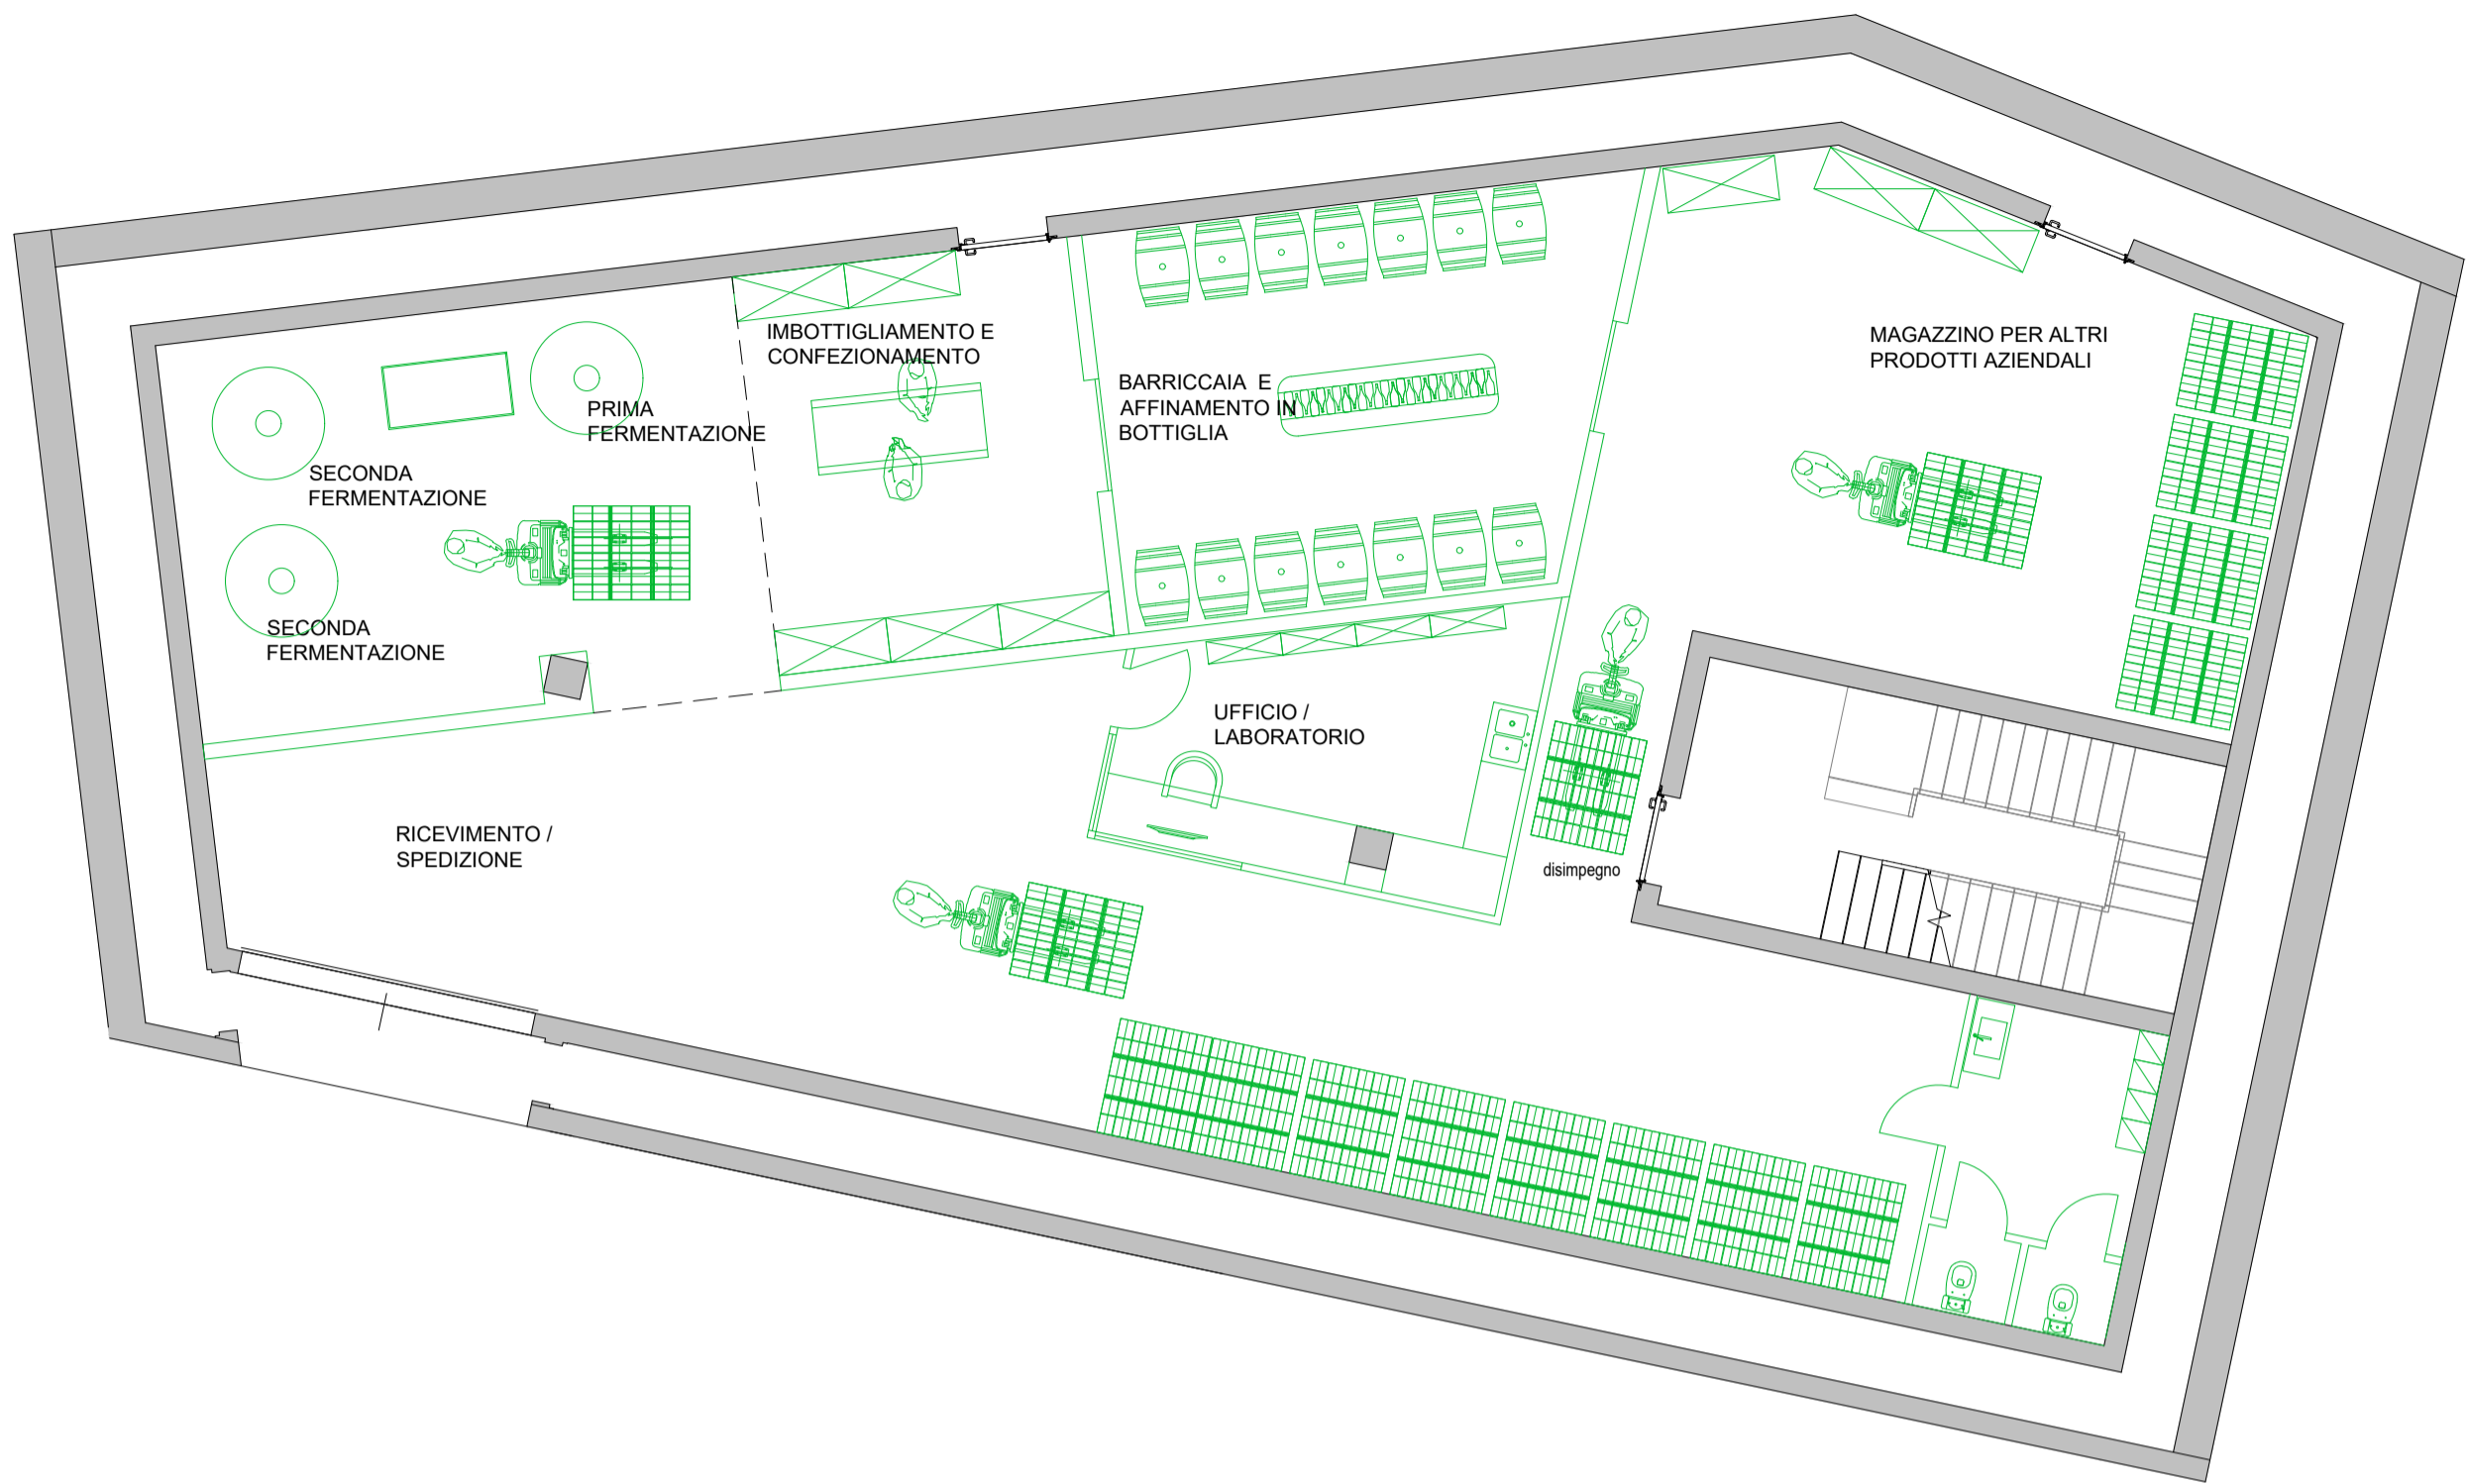 IMBOTTIGLIAMENTO E
CONFEZIONAMENTO
MAGAZZINO PER ALTRI
PRODOTTI AZIENDALI
BARRICCAIA E
AFFINAMENTO IN
BOTTIGLIA
PRIMA
FERMENTAZIONE
SECONDA
FERMENTAZIONE
SECONDA
FERMENTAZIONE
UFFICIO /
LABORATORIO
RICEVIMENTO /
SPEDIZIONE
disimpegno